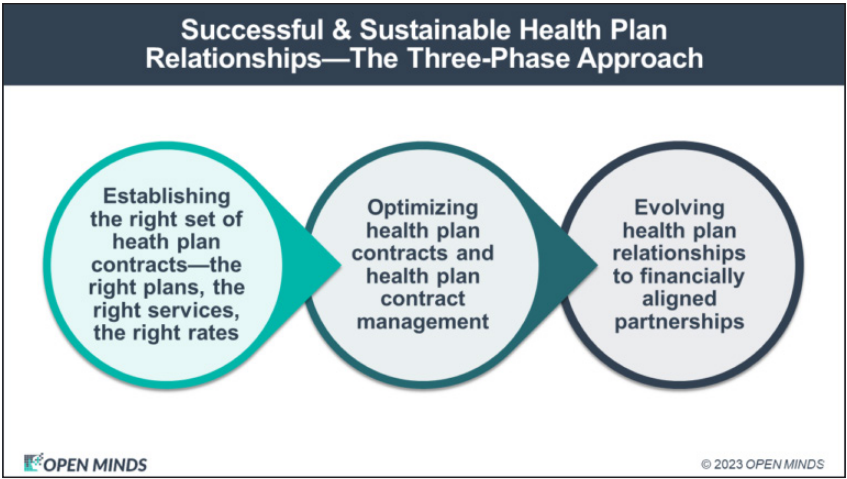 Successful & Sustainable Health Plan
Relationships—The Three-Phase Approach
Establishing
the right set of
heath plan
contracts—the
right plans, the
right services,
the right rates
Optimizing
health plan
contracts and
health plan
contract
management
Evolving
health plan
relationships
to financially
aligned
partnerships
OPEN MINDS
© 2023 OPEN MINDS